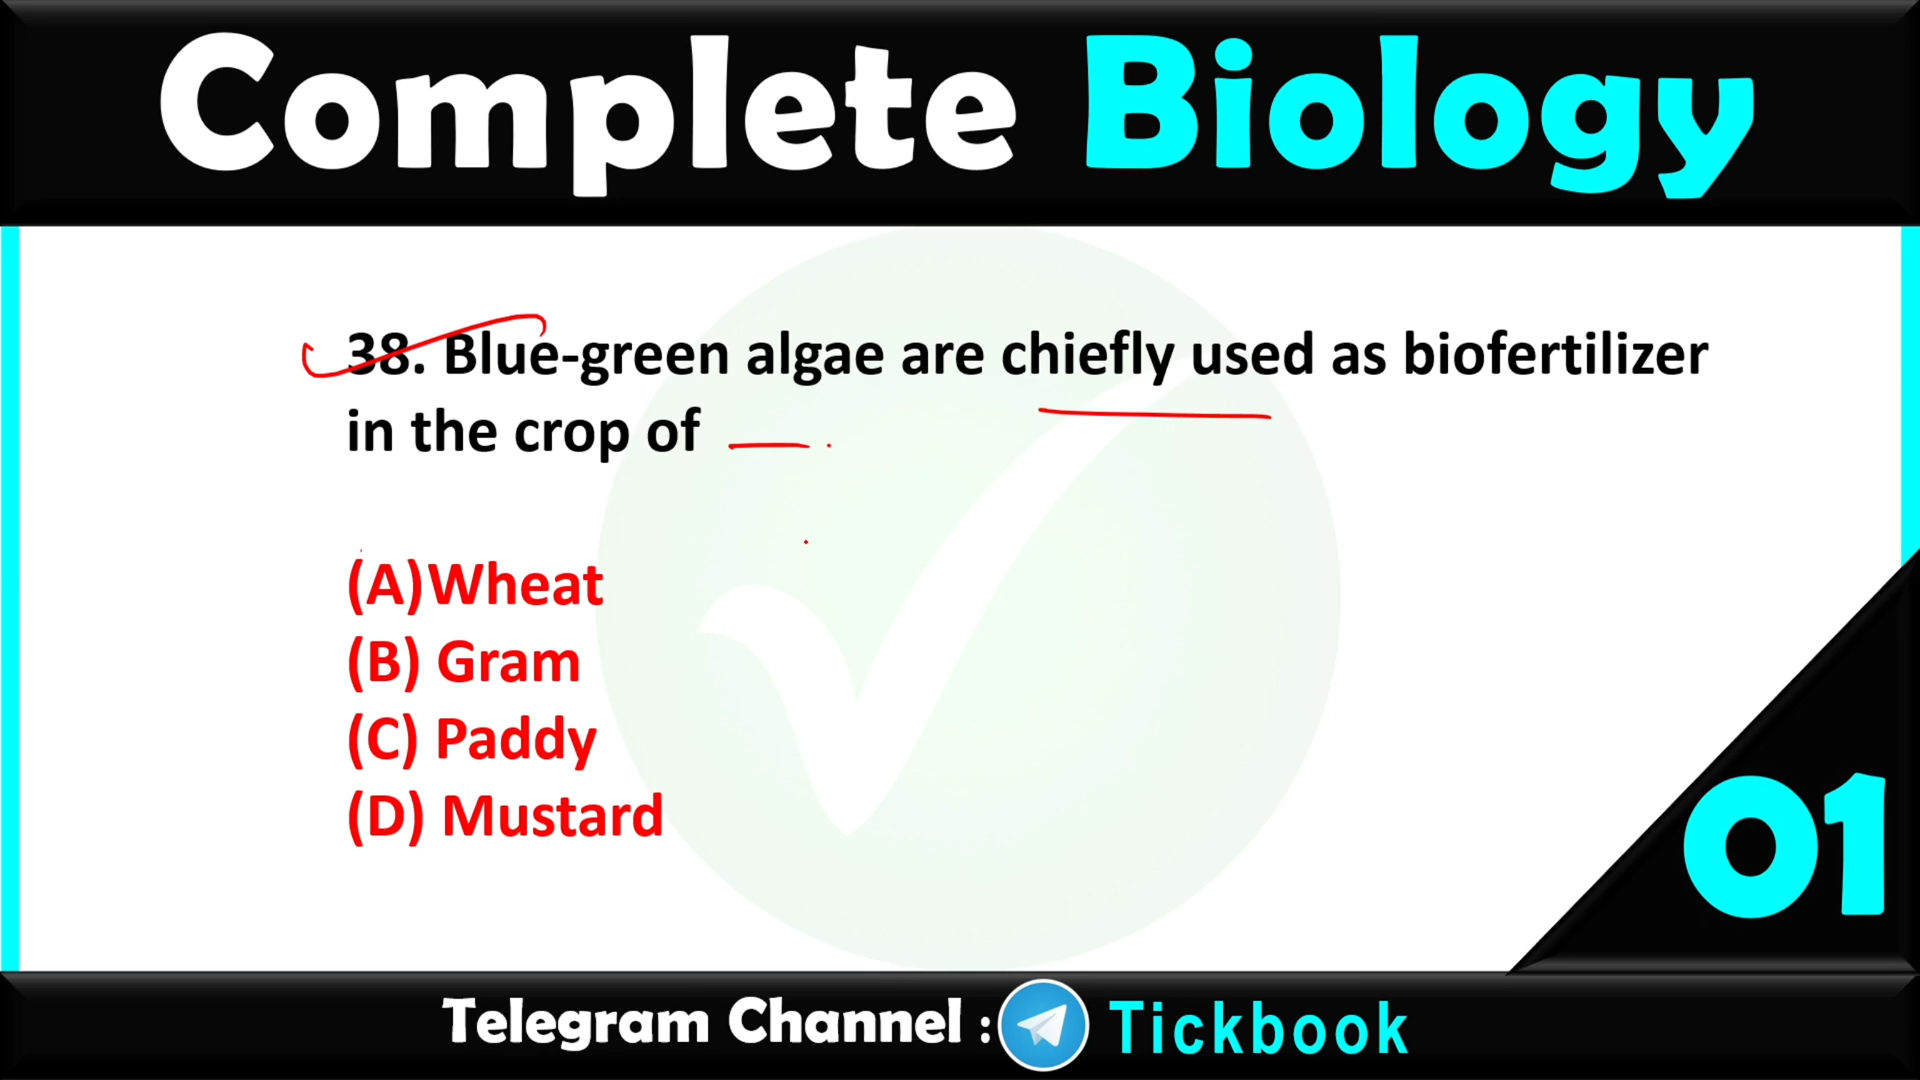 Complete Biology
38. Blue-green algae are chiefly used as biofertilizer
in the crop of
(A)Wheat
(B) Gram
(C) Paddy
(D) Mustard
01
Telegram Channel : Tickbook